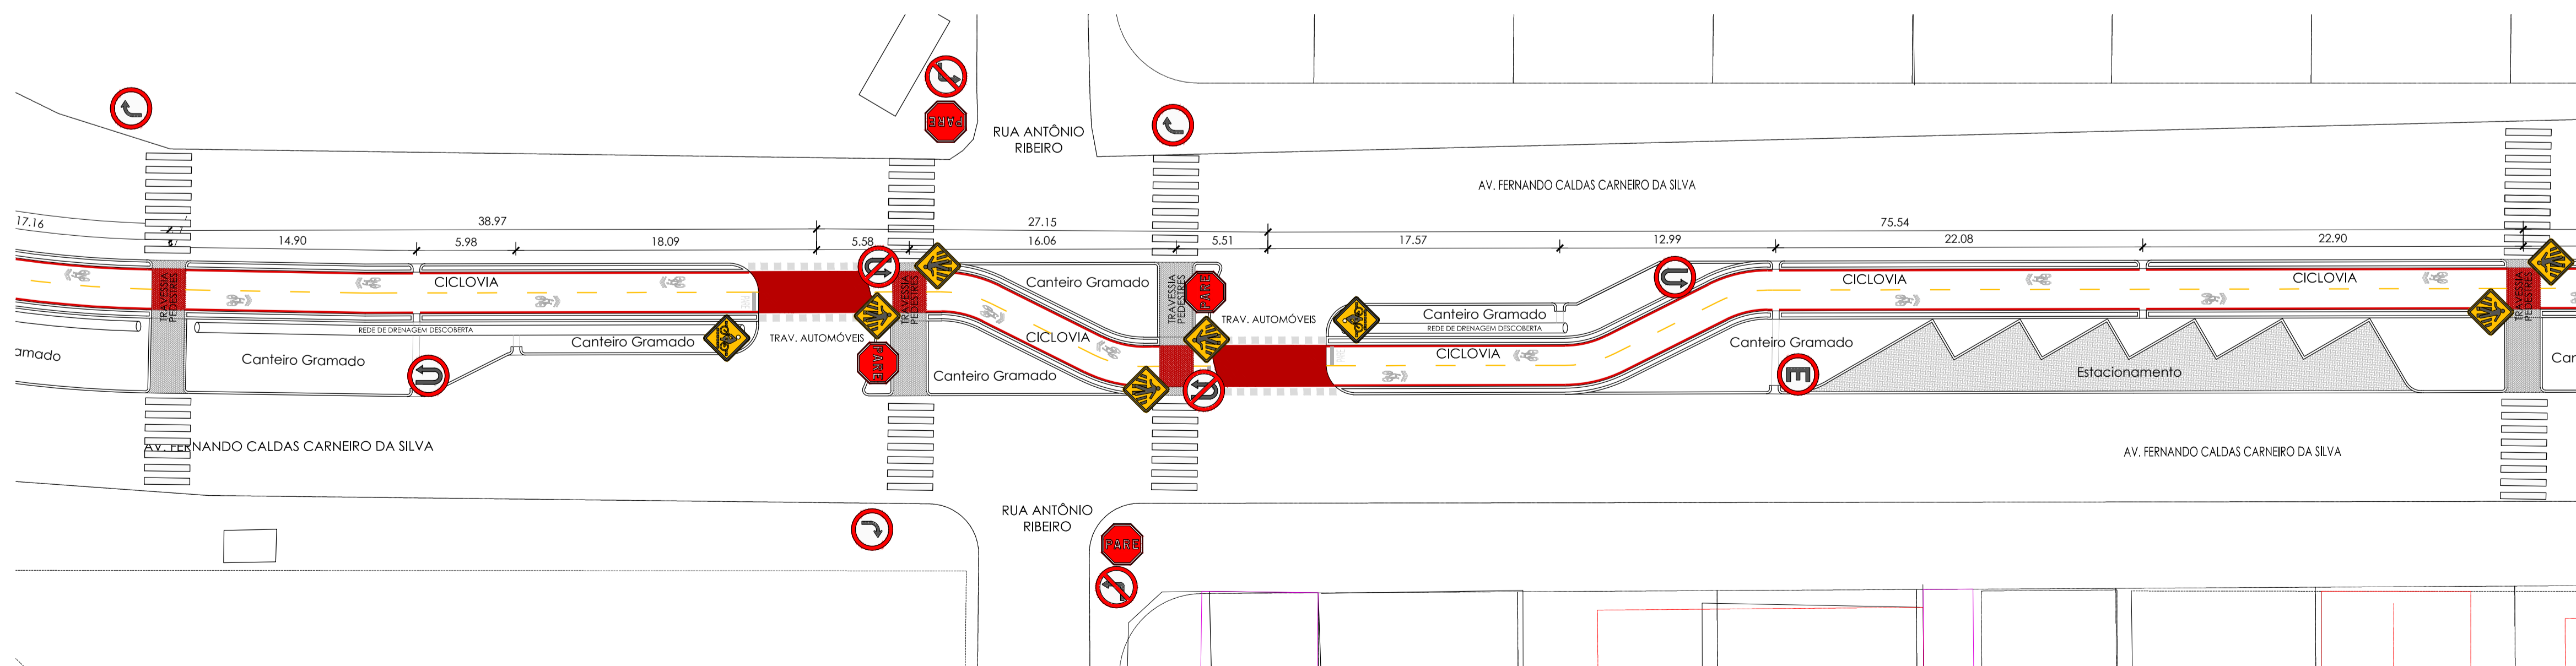 PARE
RUA ANTÔNIO
RIBEIRO
AV. FERNANDO CALDAS CARNEIRO DA SILVA
17.16
38.97
27.15
75.54
14.90
5.98
18.09
5.58
16.06
5.51
17.57
12.99
22.08
22.90
TRAVESSIA
PEDESTRES
CICLOVIA
TRAVESSIA
PEDESTRES
Canteiro Gramado
TRAVESSIA
PEDESTRES
PARE
CICLOVIA
CICLOVIA
TRAVESSIA
PEDESTRES
REDE DE DRENAGEM DESCOBERTA
TRAV. AUTOMÓVEIS
TRAV. AUTOMÓVEIS
Canteiro Gramado
REDE DE DRENAGEM DESCOBERTA
amado
Canteiro Gramado
Canteiro Gramado
PARE
CICLOVIA
CICLOVIA
Canteiro Gramado
Canteiro Gramado
E
Estacionamento
Can
AV. FERNANDO CALDAS CARNEIRO DA SILVA
AV. FERNANDO CALDAS CARNEIRO DA SILVA
RUA ANTÔNIO
RIBEIRO
PARE